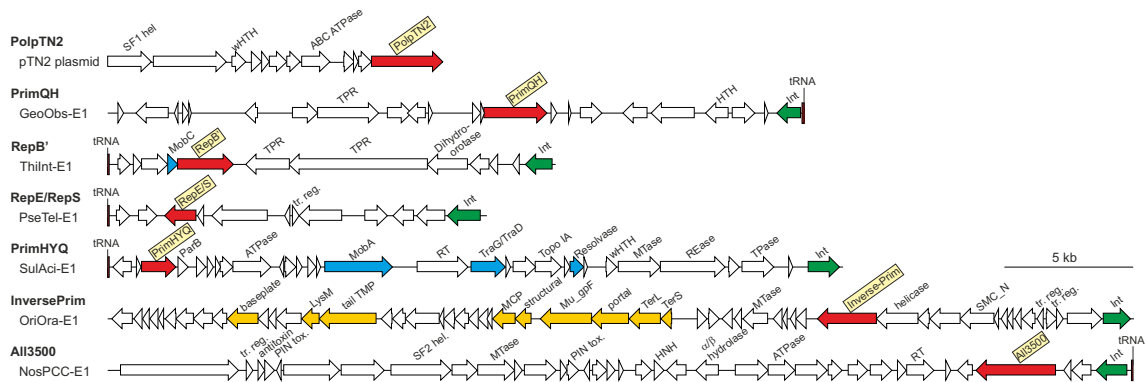 PolpTN2
pTN2 plasmid
SF1 hel
wHTH
ABC ATPase
PolpTN2
PrimQH
GeoObs-E1
TPR
PrimQH
HTH
Int
tRNA
RepB'
ThiInt-E1
tRNA
MobC
RepB'
TPR
TPR
Dihydro-
orotase
Int
RepE/RepS
PseTel-E1
tRNA
RepE/S
tr. reg.
Int
PrimHYQ
SulAci-E1
tRNA
PrimHYQ
ParB
ATPase
MobA
RT
TraG/TraD
Topo IA
Resolvase
wHTH
MTase
REase
TPase
Int
5 kb
InversePrim
OriOra-E1
baseplate
LysM
tail TMP
MCP
structural
Mu_gpF
portal
TerL
TerS
MTase
Inverse-Prim
helicase
SMC_N
tr. reg.
tr. reg.
Int
All3500
NosPCC-E1
tr. reg.
antitoxin
PIN tox.
SF2 hel.
MTase
PIN tox.
HNH
α/β
hydrolase
ATPase
RT
All3500
Int
tRNA